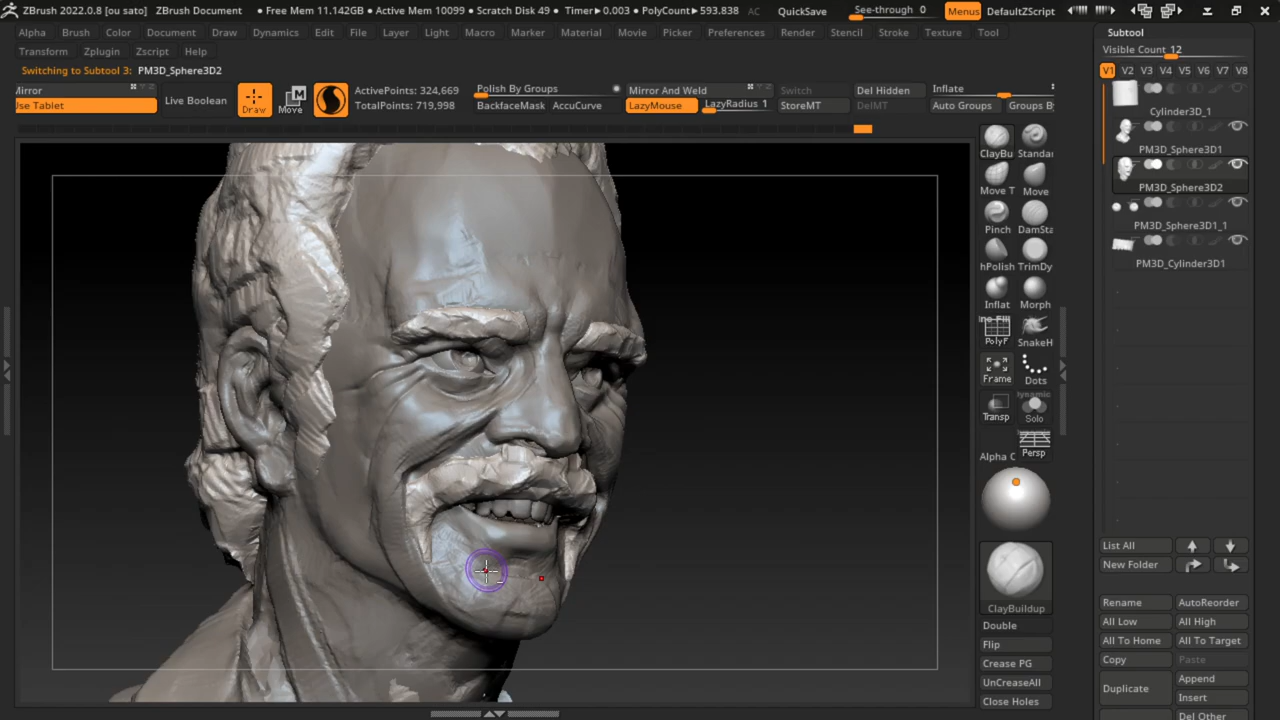 ZBrush 2022.0.8 [ou sato] ZBrush Document • Free Mem 11.142GB • Active Mem 10099 • Scratch Disk 49 • Timer▶0.003 • PolyCount▶593.838 AC QuickSave See-through 0 Menus DefaultZScript
Alpha Brush Color Document Draw Dynamics Edit File Layer Light Macro Marker Material Movie Picker Preferences Render Stencil Stroke Texture Tool
Transform Zplugin Zscript Help
Switching to Subtool 3: PM3D_Sphere3D2
Mirror
Use Tablet
Live Boolean
Draw
Move
ActivePoints: 324,669
TotalPoints: 719,998
Polish By Groups
BackfaceMask AccuCurve
Mirror And Weld
LazyMouse LazyRadius 1
Switch
StoreMT
Del Hidden
DelMT
Inflate
Auto Groups Groups By
ClayBu Standar
Move T Move
Pinch DamSta
hPolish TrimDy
Inflat Morph
PolyF SnakeH
Frame Dots
Dynamic
Transp Solo
Persp
Alpha O
ClayBuildup
Double
Flip
Crease PG
UnCreaseAll
Close Holes
Subtool
Visible Count 12
V1 V2 V3 V4 V5 V6 V7 V8
Cylinder3D_1
PM3D_Sphere3D1
PM3D_Sphere3D2
PM3D_Sphere3D1_1
PM3D_Cylinder3D1
List All
New Folder
Rename AutoReorder
All Low All High
All To Home All To Target
Copy Paste
Duplicate
Append
Insert
Del Other